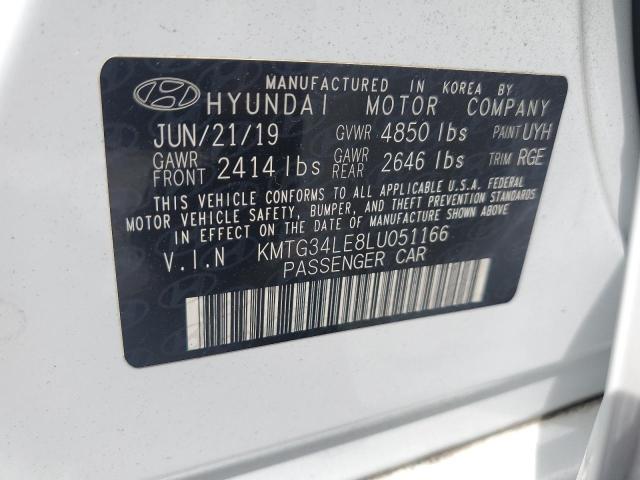 MANUFACTURED IN KOREA BY
HYUNDAI MOTOR COMPANY
JUN/21/19 GVWR 4850 lbs PAINT UYH
GAWR FRONT 2414 lbs GAWR REAR 2646 lbs TRIM RGE
THIS VEHICLE CONFORMS TO ALL APPLICABLE U.S.A. FEDERAL
MOTOR VEHICLE SAFETY, BUMPER, AND THEFT PREVENTION
STANDARDS IN EFFECT ON THE DATE OF MANUFACTURE SHOWN ABOVE.
V.I.N KMTG34LE8LU051166
PASSENGER CAR